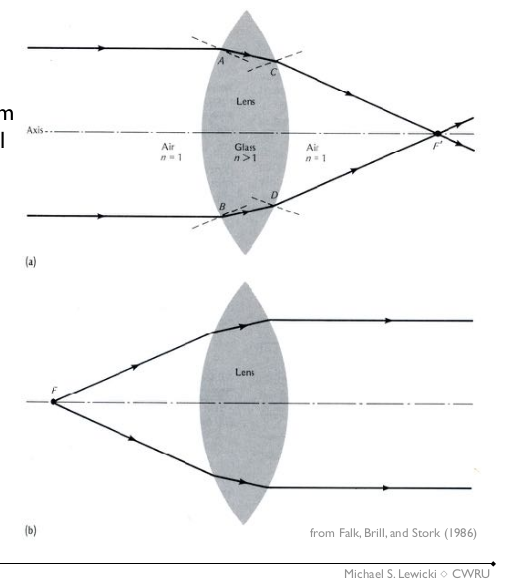 m
A
C
Lens
l
Axis
Air
Glass
Air
F'
n = 1
n > 1
n = 1
B
D
(a)
Lens
F
(b)
from Falk, Brill, and Stork (1986)
Michael S. Lewicki ◇ CWRU